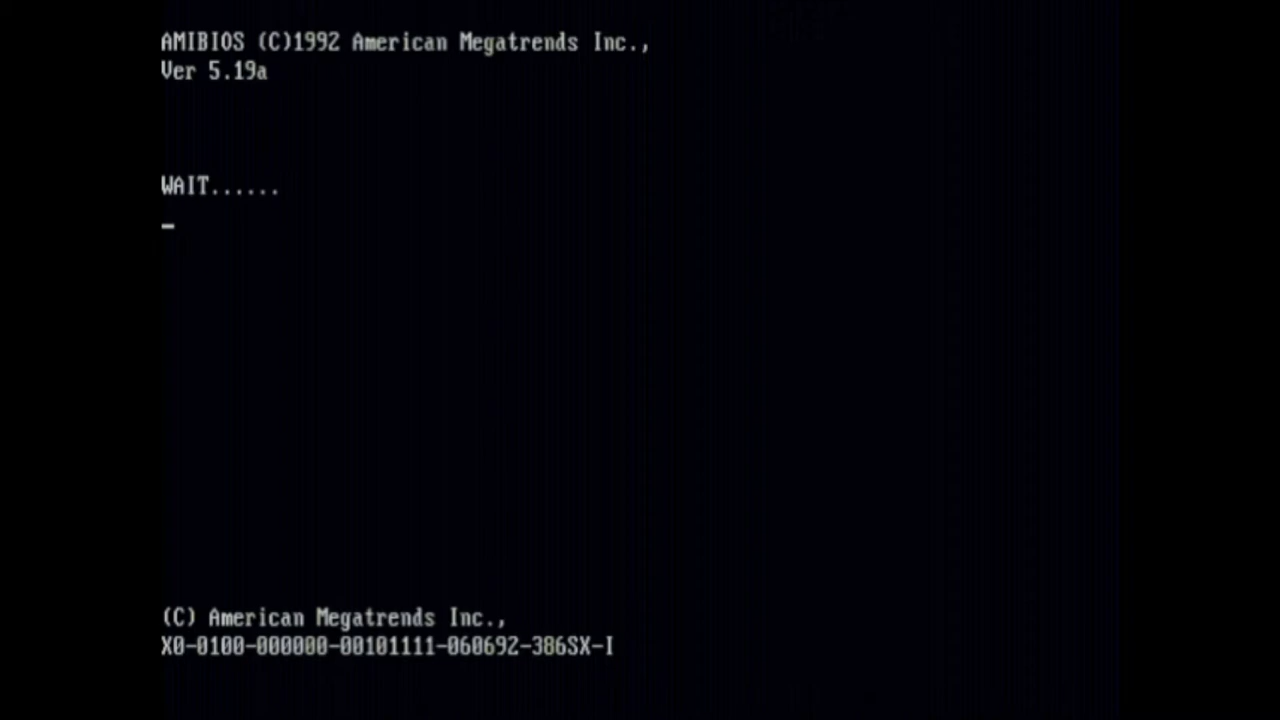 AMIBIOS (C)1992 American Megatrends Inc.,
Ver 5.19a
WAIT......
(C) American Megatrends Inc.,
X0-0100-000000-00101111-060692-386SX-I